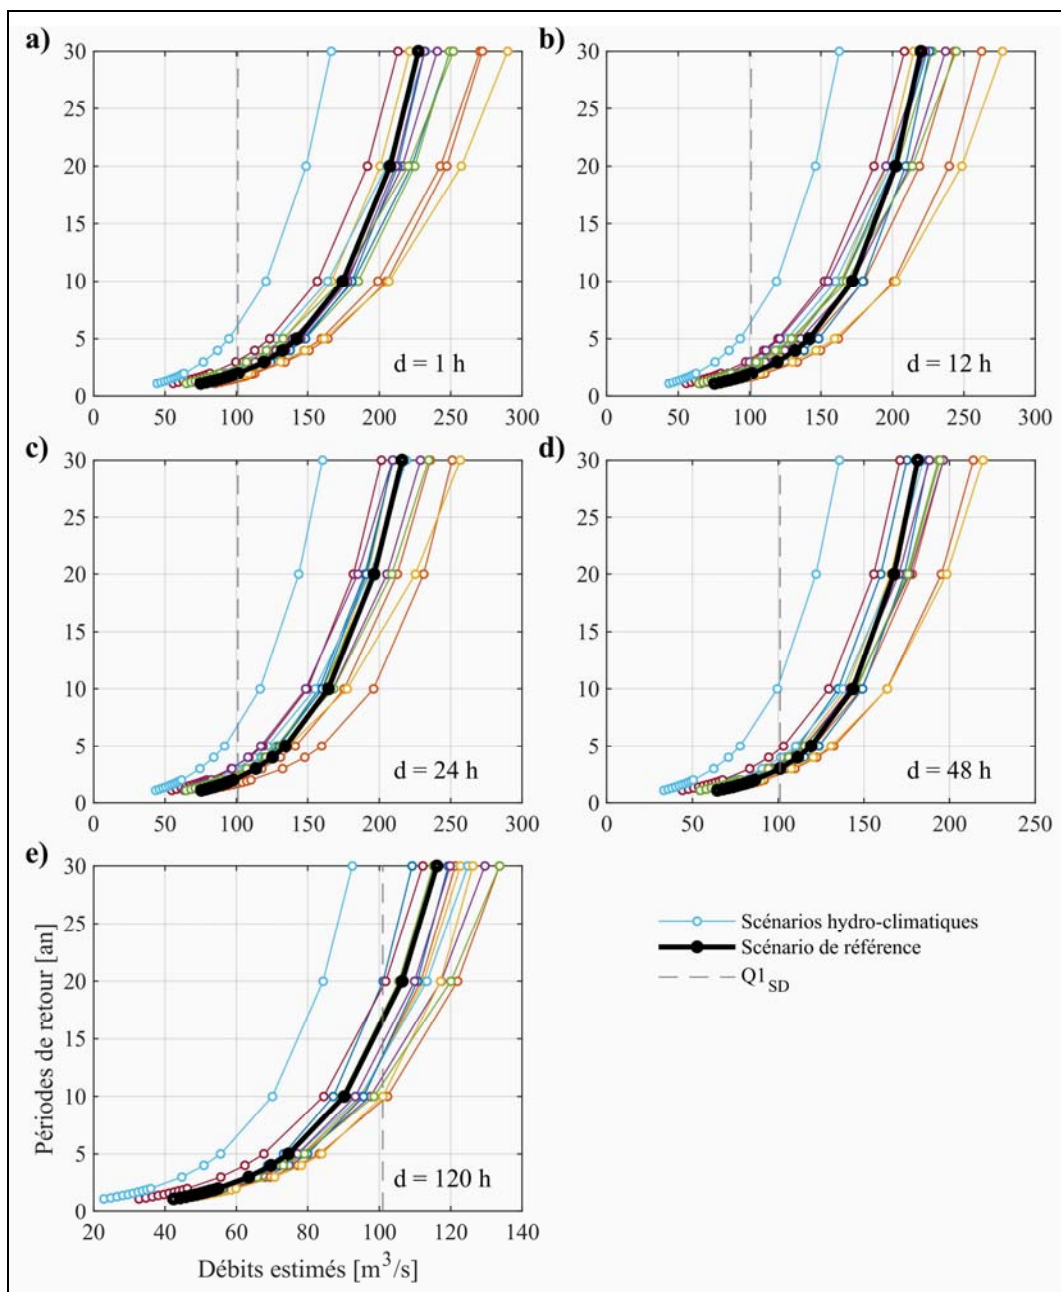 a)
30
25
20
15
10
5
0
0 50 100 150 200 250 300
d = 1 h
b)
30
25
20
15
10
5
0
0 50 100 150 200 250 300
d = 12 h
c)
30
25
20
15
10
5
0
0 50 100 150 200 250 300
d = 24 h
d)
30
25
20
15
10
5
0
0 50 100 150 200 250
d = 48 h
e)
30
25
20
15
10
5
0
20 40 60 80 100 120 140
d = 120 h
Périodes de retour [an]
Débits estimés [m³/s]
Scénarios hydro-climatiques
Scénario de référence
Q1SD